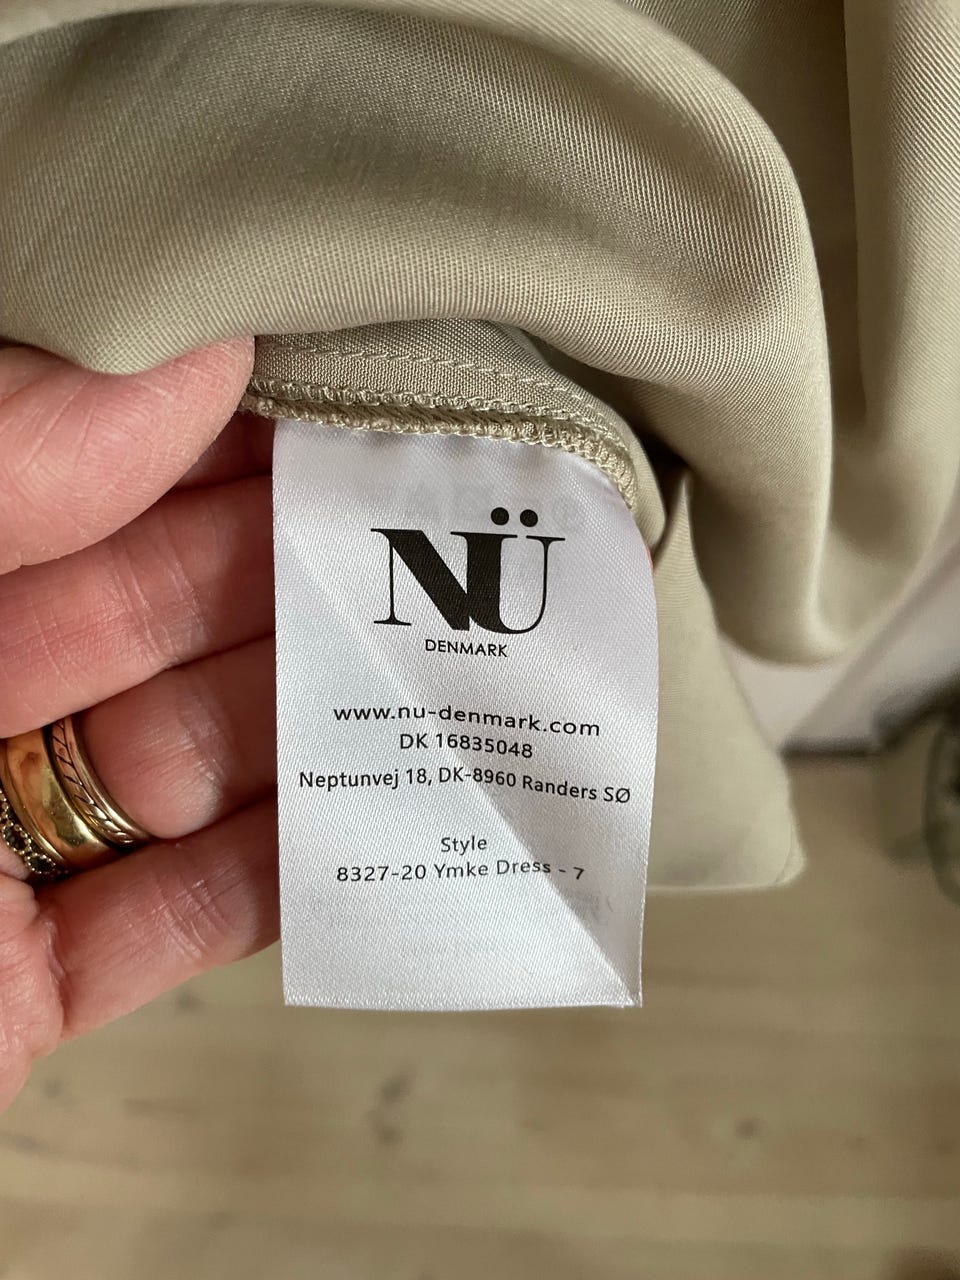 NÜ
DENMARK
www.nu-denmark.com
DK 16835048
Neptunvej 18, DK-8960 Randers SØ
Style
8327-20 Ymke Dress - 7